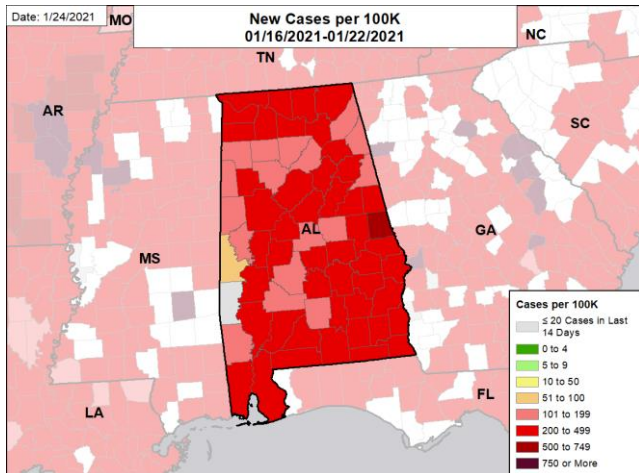 Date: 1/24/2021
New Cases per 100K
01/16/2021-01/22/2021
MO
NC
TN
AR
SC
AL
MS
GA
LA
FL
Cases per 100K
≤ 20 Cases in Last
14 Days
0 to 4
5 to 9
10 to 50
51 to 100
101 to 199
200 to 499
500 to 749
750 or More